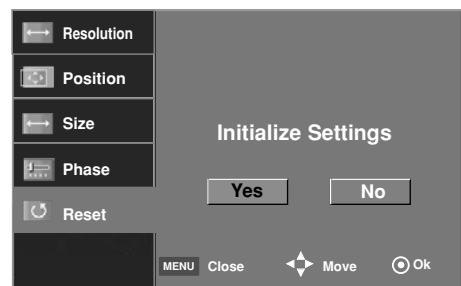 Resolution
Position
Size
Phase
Reset
Initialize Settings
Yes No
MENU Close Move Ok